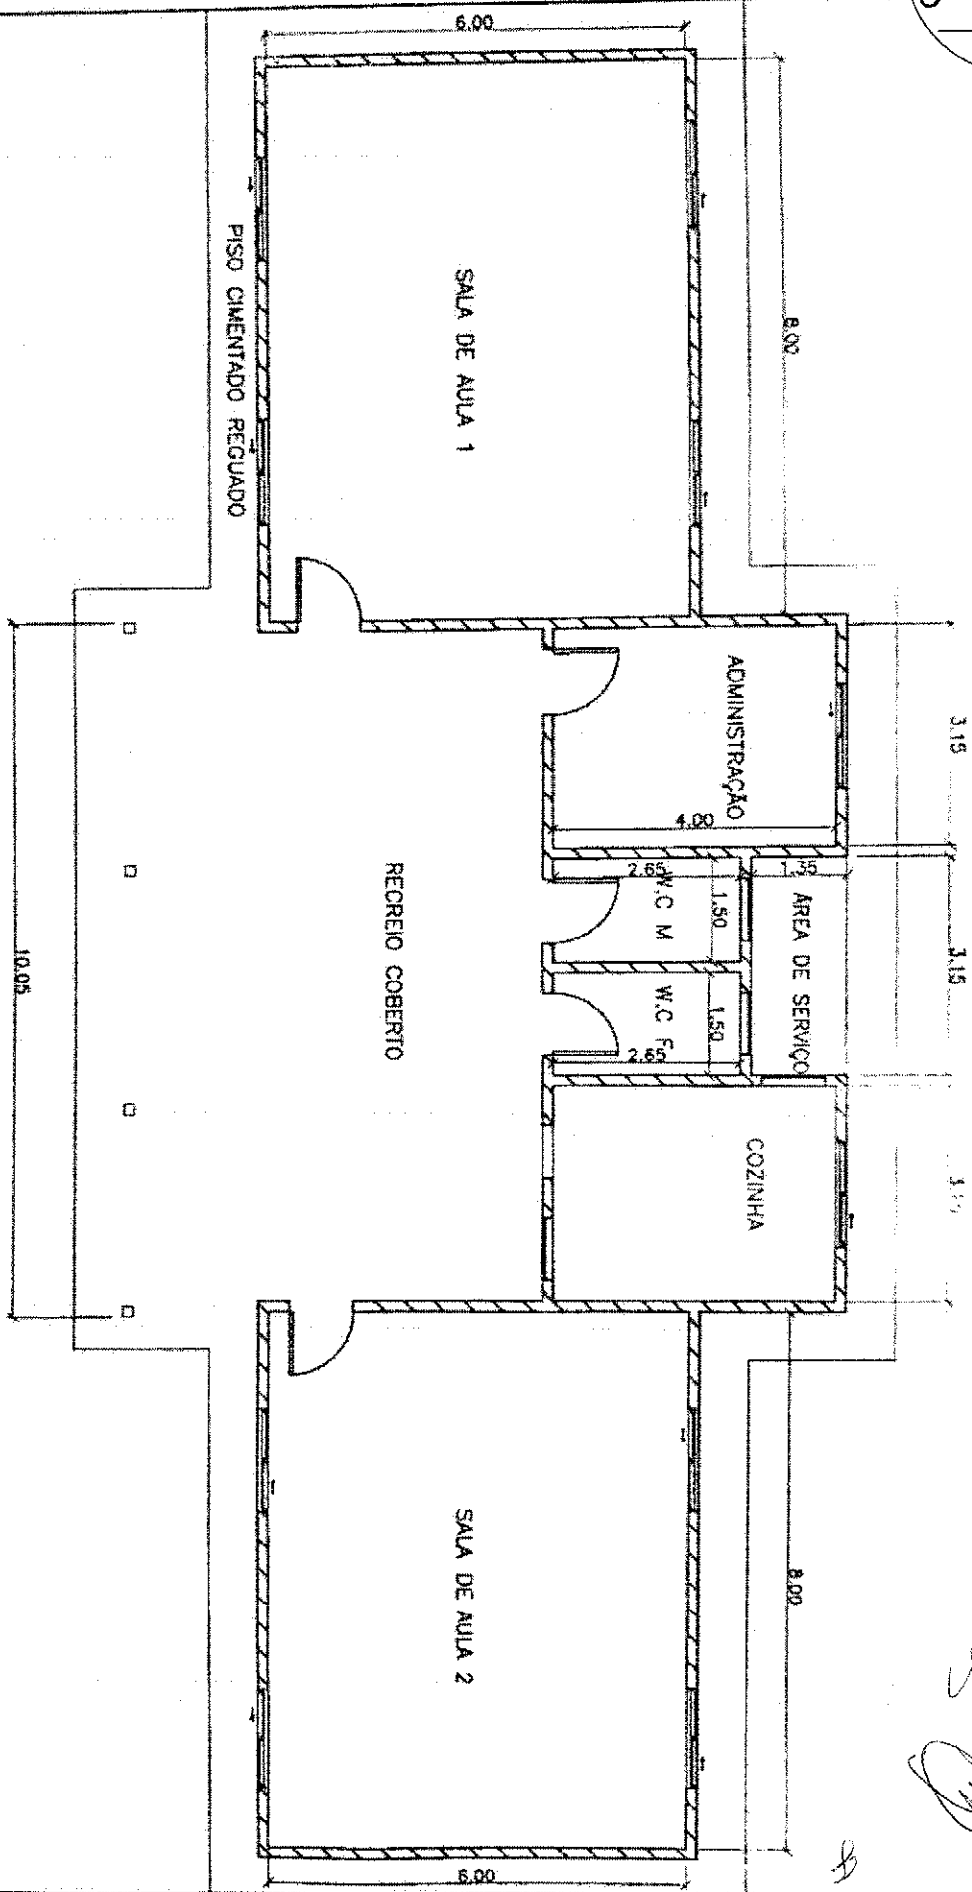 6.00
8.00
SALA DE AULA 1
PISO CIMENTADO REGUADO
3.15
ADMINISTRAÇÃO
4.00
3.15
1.35
2.65
W.C M
1.50
ÁREA DE SERVIÇO
W.C F
1.50
2.65
RECREIO COBERTO
10.05
COZINHA
8.00
SALA DE AULA 2
6.00